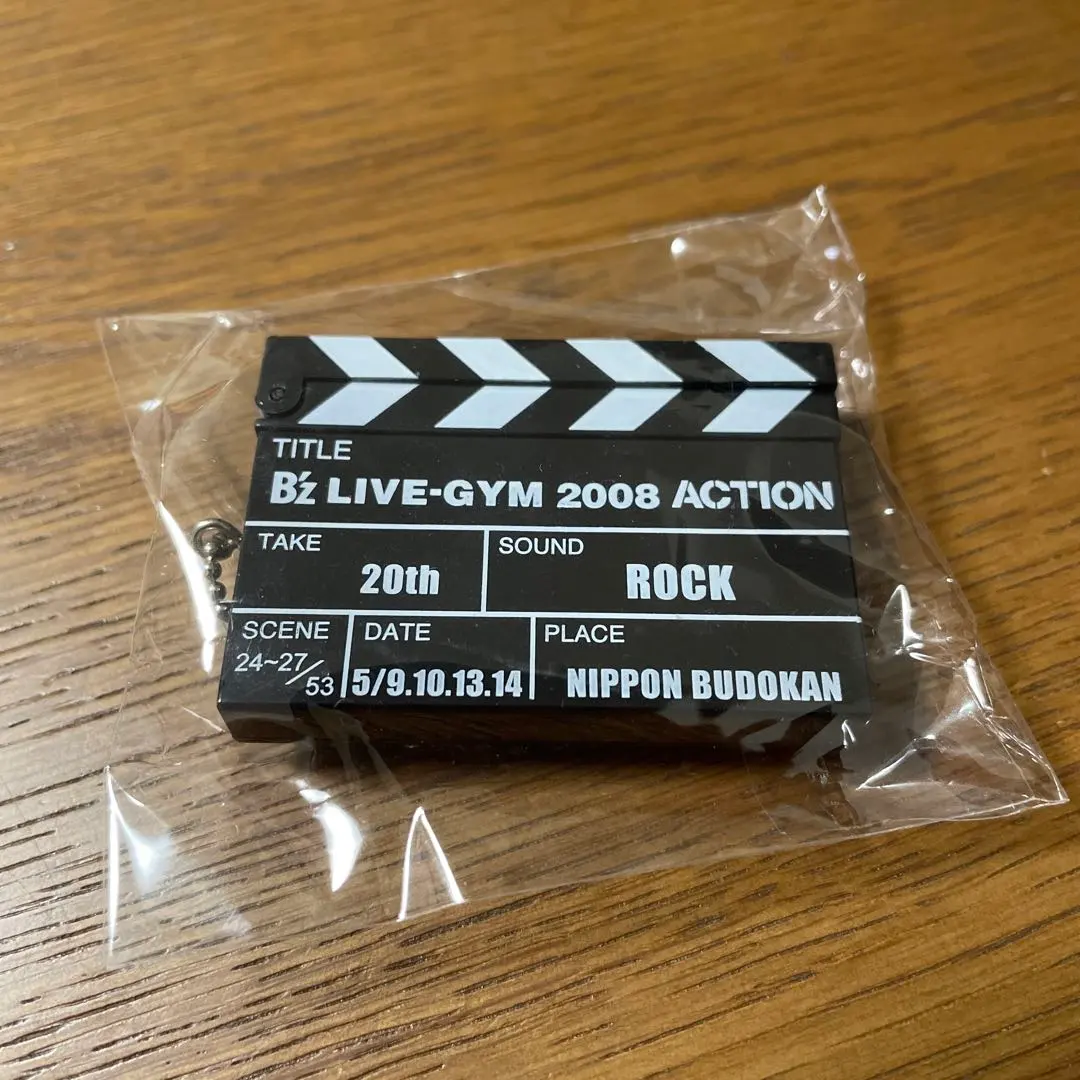 TITLE
B'z LIVE-GYM 2008 ACTION
TAKE
20th
SOUND
ROCK
SCENE
24~27/53
DATE
5/9.10.13.14
PLACE
NIPPON BUDOKAN